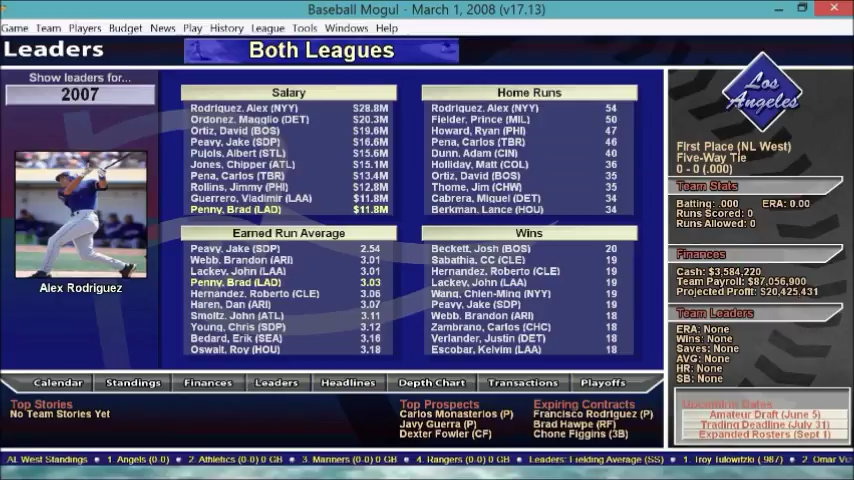 Baseball Mogul - March 1, 2008 (v17.13)
Game Team Players Budget News Play History League Tools Windows Help
Leaders
Both Leagues
Show leaders for...
2007
Alex Rodriguez
Salary
Rodriguez, Alex (NYY) $28.8M
Ordonez, Magglio (DET) $20.3M
Ortiz, David (BOS) $19.6M
Peavy, Jake (SDP) $16.6M
Pujols, Albert (STL) $15.6M
Jones, Chipper (ATL) $15.1M
Pena, Carlos (TBR) $13.4M
Rollins, Jimmy (PHI) $12.8M
Guerrero, Vladimir (LAA) $11.8M
Penny, Brad (LAD) $11.8M
Home Runs
Rodriguez, Alex (NYY) 54
Fielder, Prince (MIL) 50
Howard, Ryan (PHI) 47
Pena, Carlos (TBR) 46
Dunn, Adam (CIN) 40
Holliday, Matt (COL) 36
Ortiz, David (BOS) 35
Thome, Jim (CHW) 35
Cabrera, Miguel (DET) 34
Berkman, Lance (HOU) 34
Earned Run Average
Peavy, Jake (SDP) 2.54
Webb, Brandon (ARI) 3.01
Lackey, John (LAA) 3.01
Penny, Brad (LAD) 3.03
Hernandez, Roberto (CLE) 3.06
Haren, Dan (ARI) 3.07
Smoltz, John (ATL) 3.11
Young, Chris (SDP) 3.12
Bedard, Erik (SEA) 3.16
Oswalt, Roy (HOU) 3.18
Wins
Beckett, Josh (BOS) 20
Sabathia, CC (CLE) 19
Hernandez, Roberto (CLE) 19
Lackey, John (LAA) 19
Wang, Chien-Ming (NYY) 19
Peavy, Jake (SDP) 19
Webb, Brandon (ARI) 18
Zambrano, Carlos (CHC) 18
Verlander, Justin (DET) 18
Escobar, Kelvim (LAA) 18
Los Angeles
First Place (NL West)
Five-Way Tie
0 - 0 (.000)
Team Stats
Batting: .000 ERA: 0.00
Runs Scored: 0
Runs Allowed: 0
Finances
Cash: $3,584,220
Team Payroll: $87,056,900
Projected Profit: $20,425,431
Team Leaders
ERA: None
Wins: None
Saves: None
AVG: None
HR: None
SB: None
Calendar Standings Finances Leaders Headlines Depth Chart Transactions Playoffs
Top Stories
No Team Stories Yet
Top Prospects
Carlos Monasterios (P)
Javy Guerra (P)
Dexter Fowler (CF)
Expiring Contracts
Francisco Rodriguez (P)
Brad Hawpe (RF)
Chone Figgins (3B)
Upcoming Dates
Amateur Draft (June 5)
Trading Deadline (July 31)
Expanded Rosters (Sept 1)
AL West Standings 1. Angels (0-0) 2. Athletics (0-0) 0 GB 3. Mariners (0-0) 0 GB 4. Rangers (0-0) 0 GB Leaders: Fielding Average (SS) 1. Troy Tulowitzki (.987) 2. Omar